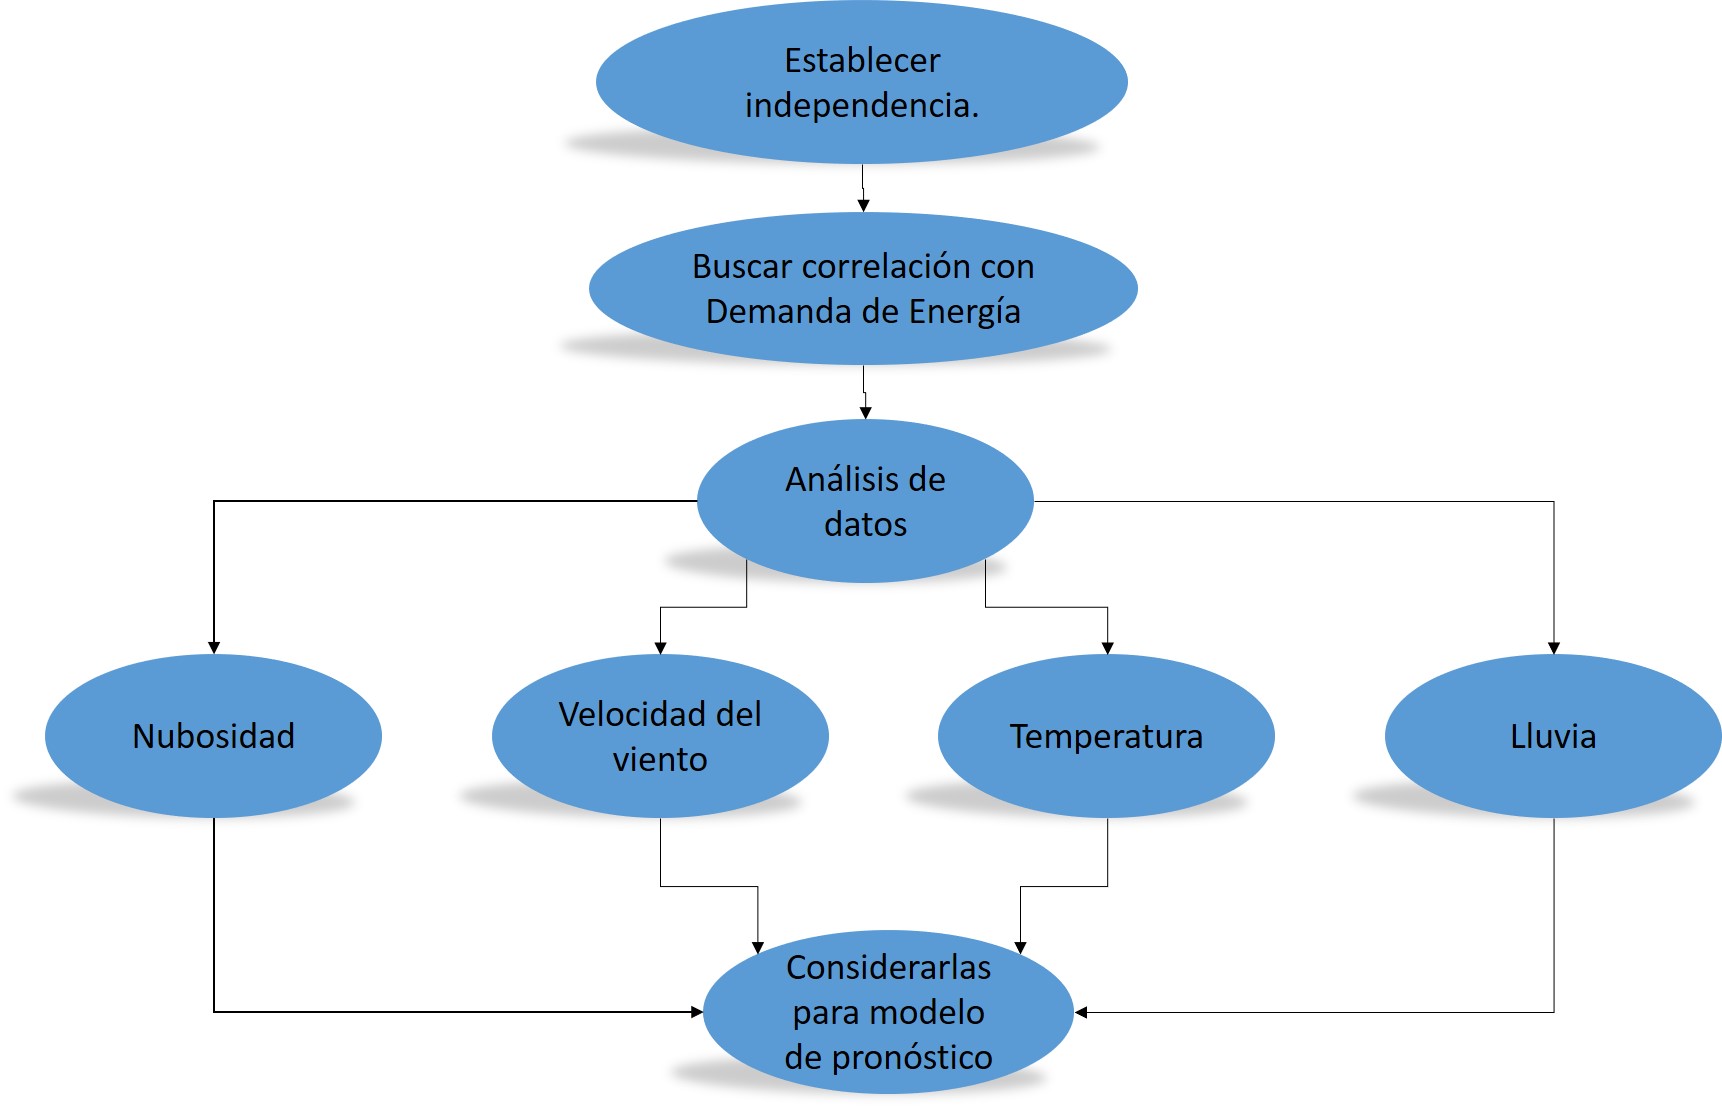 Establecer
independencia.
Buscar correlación con
Demanda de Energía
Análisis de
datos
Nubosidad
Velocidad del
viento
Temperatura
Lluvia
Considerarlas
para modelo
de pronóstico